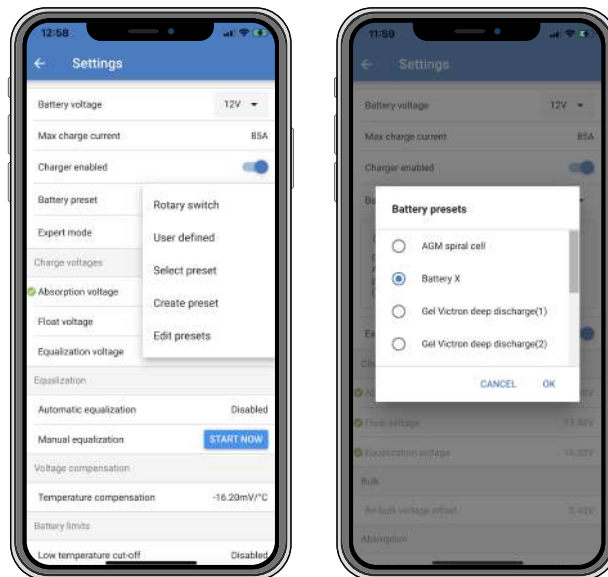 12:58
Settings
Battery voltage 12V
Max charge current 85A
Charger enabled
Battery preset
Rotary switch
Expert mode
User defined
Charge voltages
Select preset
Absorption voltage
Create preset
Float voltage
Edit presets
Equalization voltage
Equalization
Automatic equalization Disabled
Manual equalization START NOW
Voltage compensation
Temperature compensation -16.20mV/°C
Battery limits
Low temperature cut-off Disabled
11:59
Settings
Battery voltage 12V
Max charge current 85A
Charger enabled
Battery presets
AGM spiral cell
Battery X
Gel Victron deep discharge(1)
Gel Victron deep discharge(2)
CANCEL OK
Float voltage
Equalization voltage
Bulk
Re-bulk voltage offset 0.40V
Absorption